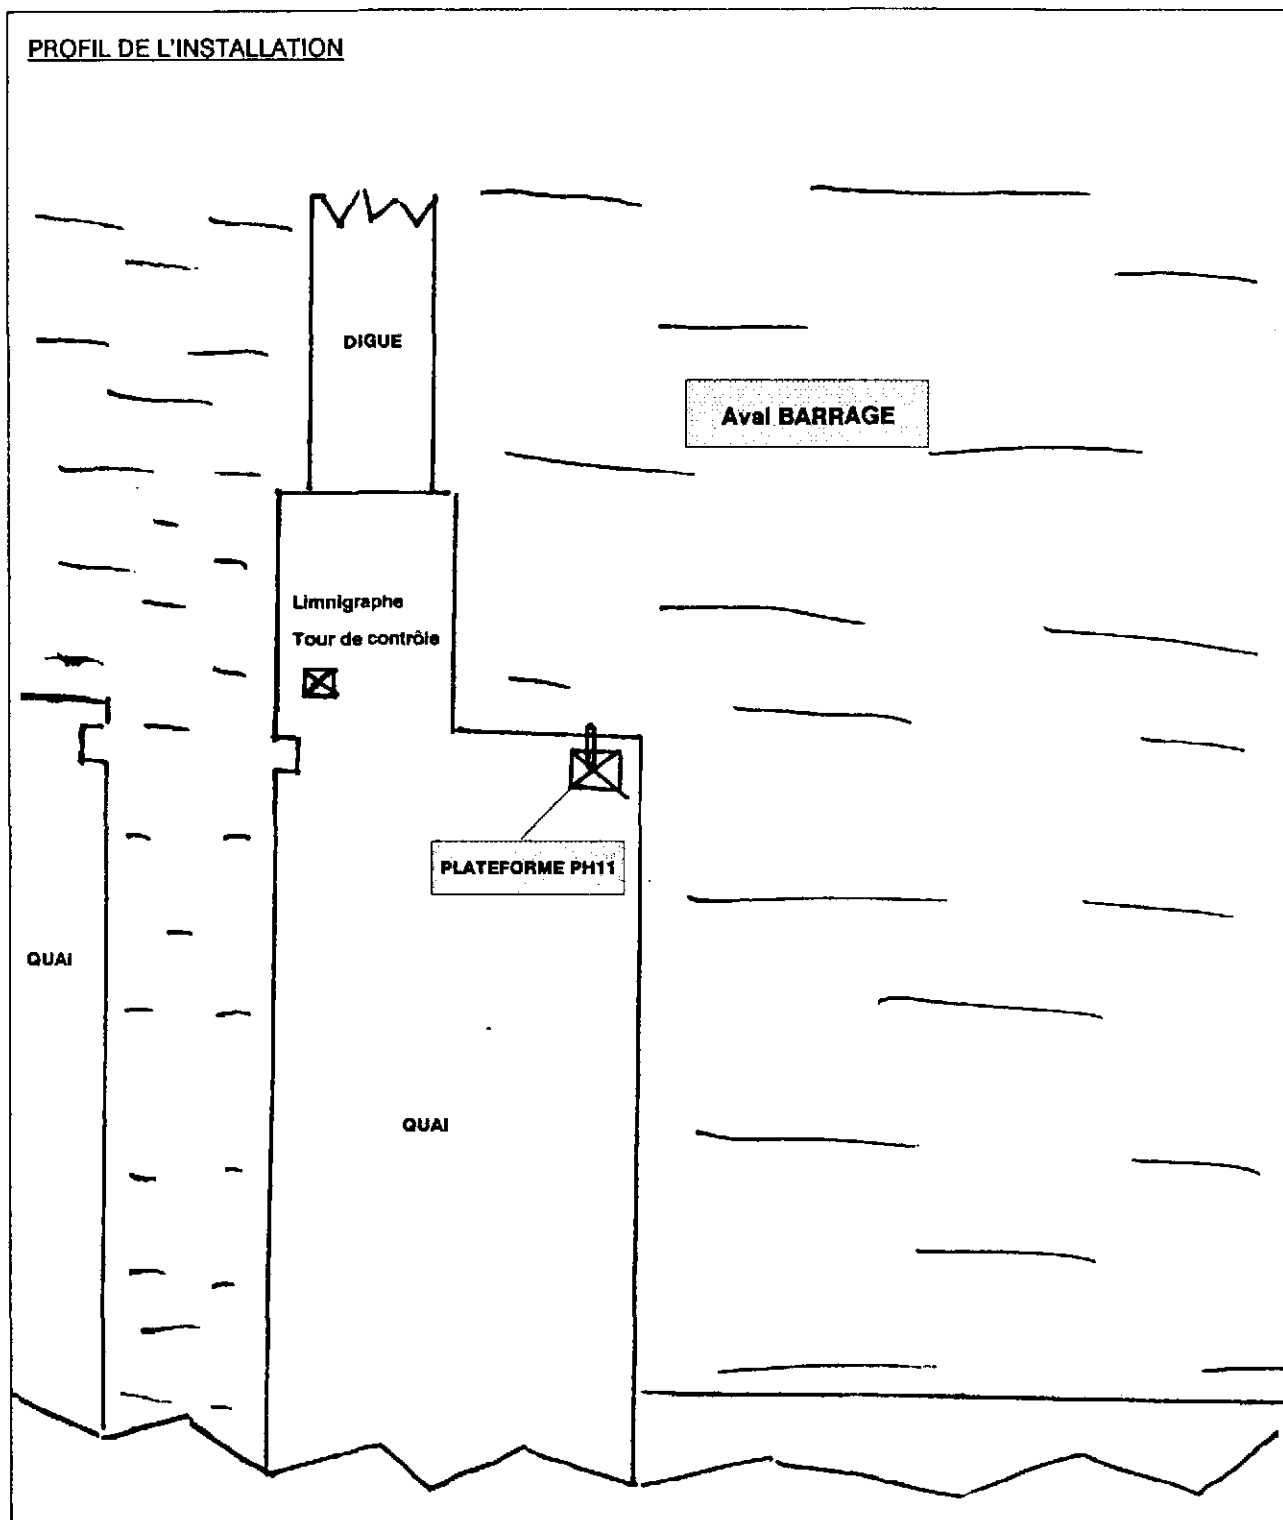 PROFIL DE L'INSTALLATION
DIGUE
Aval BARRAGE
Limnigraphe
Tour de contrôle
PLATEFORME PH11
QUAI
QUAI